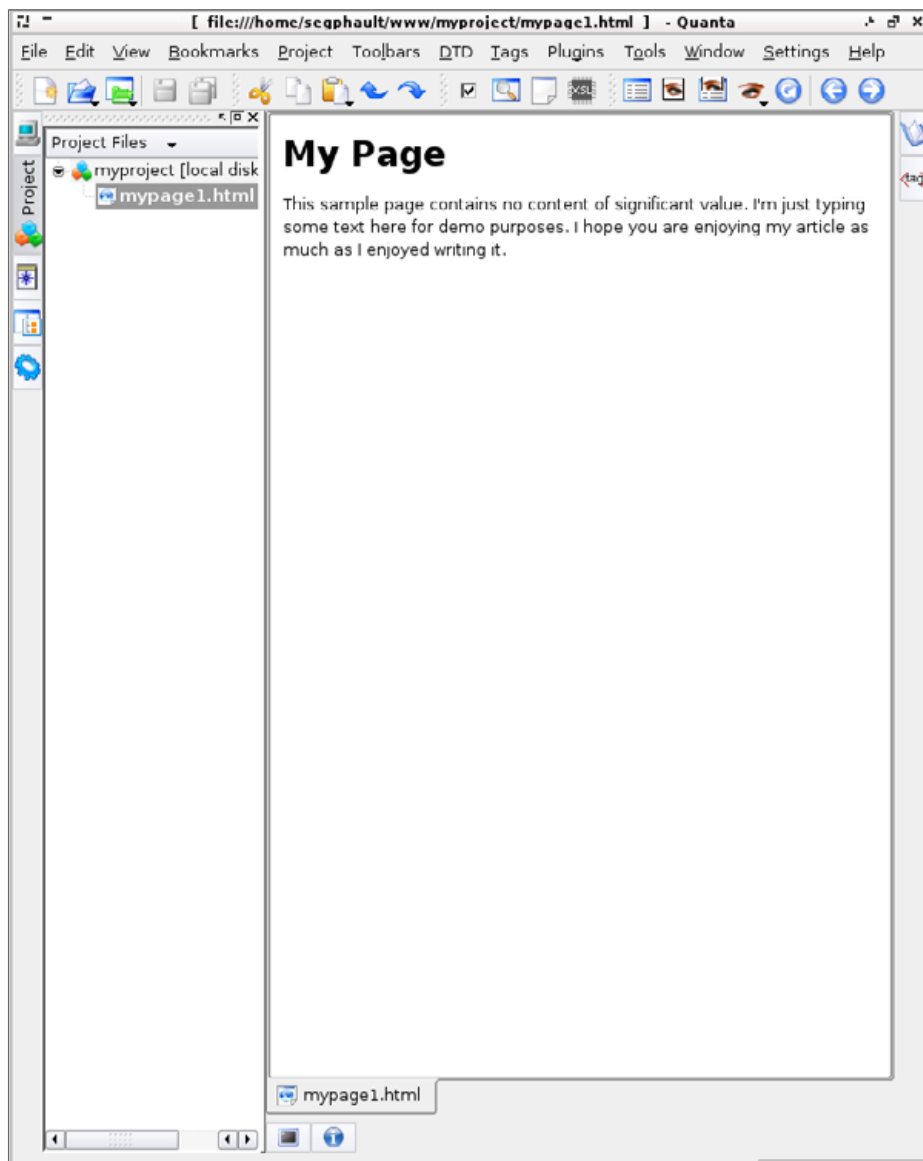 [ file:///home/segphault/www/myproject/mypage1.html ] - Quanta
File Edit View Bookmarks Project Toolbars DTD Tags Plugins Tools Window Settings Help
XSL
Project Files
Project
myproject [local disk
mypage1.html
<tag
My Page
This sample page contains no content of significant value. I'm just typing
some text here for demo purposes. I hope you are enjoying my article as
much as I enjoyed writing it.
mypage1.html